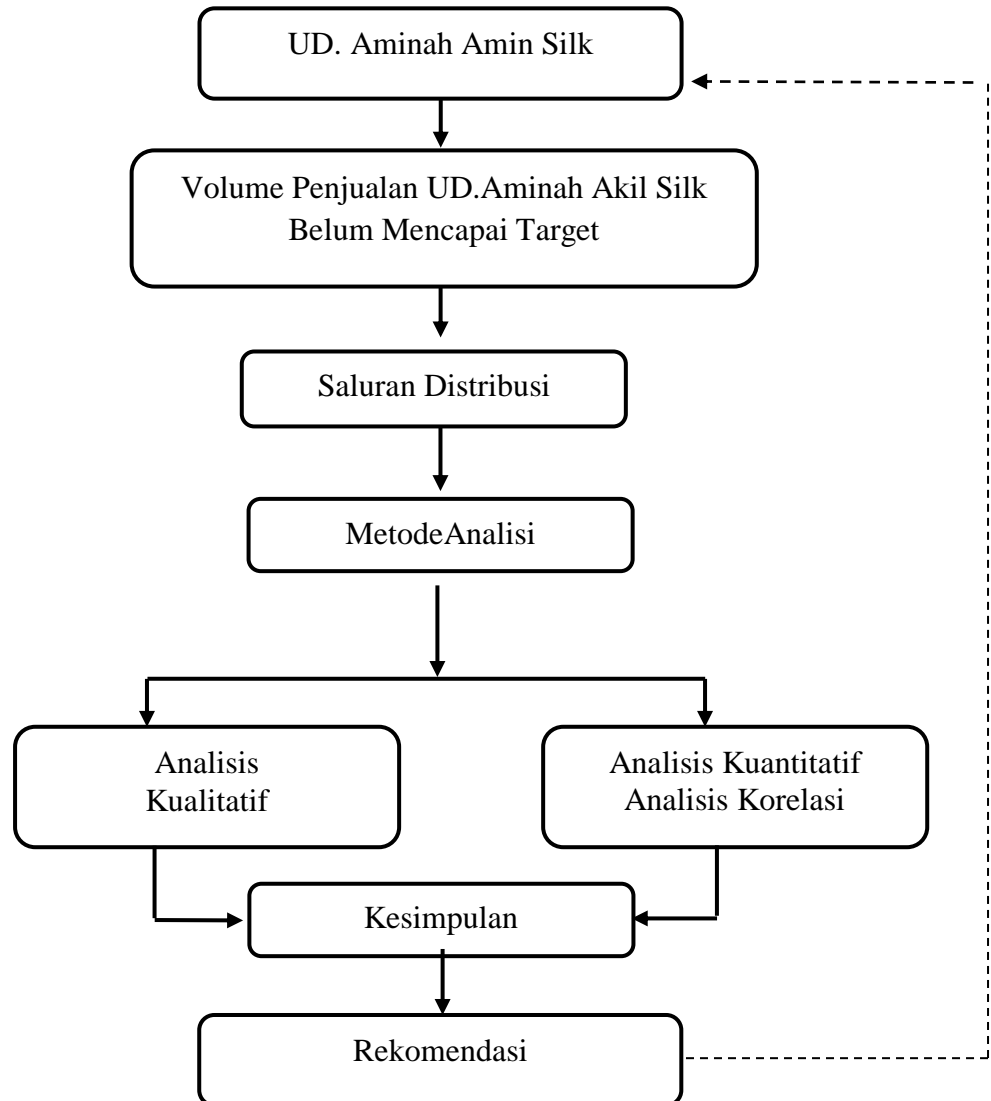 UD. Aminah Amin Silk
Volume Penjualan UD.Aminah Akil Silk
Belum Mencapai Target
Saluran Distribusi
MetodeAnalisi
Analisis
Kualitatif
Analisis Kuantitatif
Analisis Korelasi
Kesimpulan
Rekomendasi